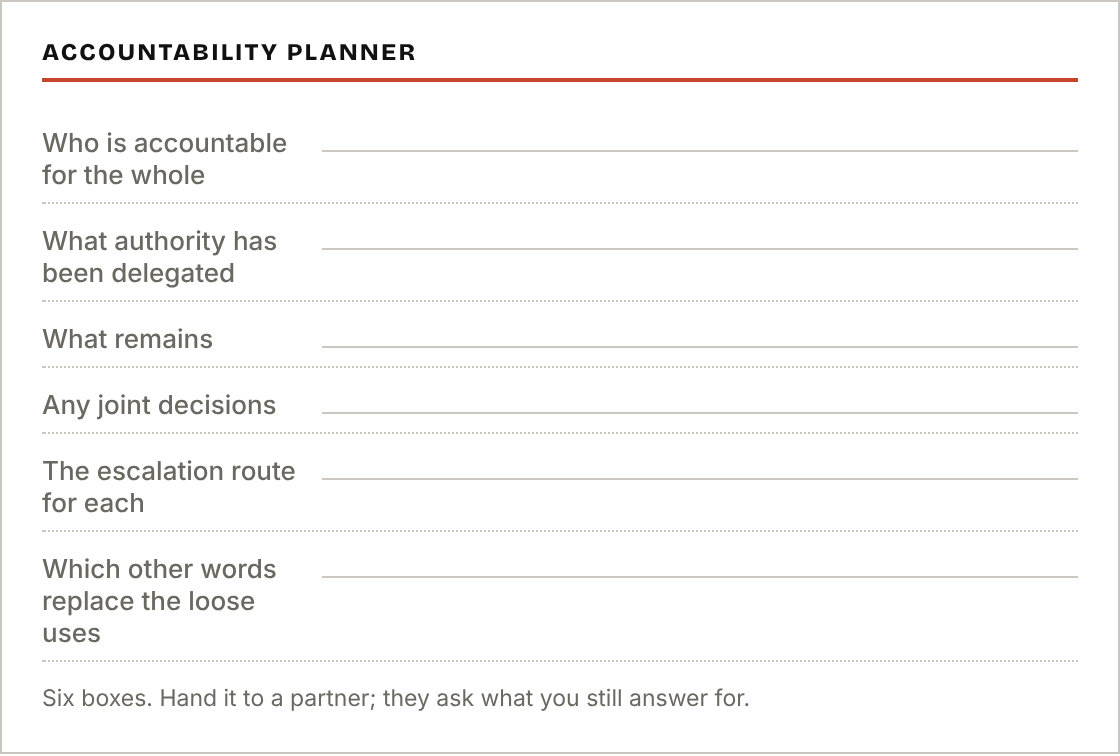 ACCOUNTABILITY PLANNER
Who is accountable
for the whole
What authority has
been delegated
What remains
Any joint decisions
The escalation route
for each
Which other words
replace the loose
uses
Six boxes. Hand it to a partner; they ask what you still answer for.